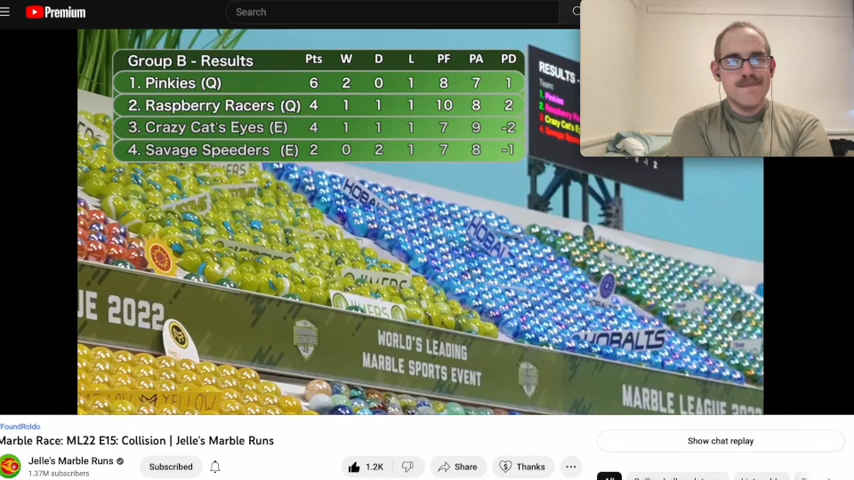 Premium
Search
Group B - Results Pts W D L PF PA PD
1. Pinkies (Q) 6 2 0 1 8 7 1
2. Raspberry Racers (Q) 4 1 1 1 10 8 2
3. Crazy Cat's Eyes (E) 4 1 1 1 7 9 -2
4. Savage Speeders (E) 2 0 2 1 7 8 -1
RESULTS -
Team:
1. Pinkies
HOBALTS
UE 2022
WORLD'S LEADING
MARBLE SPORTS EVENT
MARBLE LEAGUE 2022
FoundRoldo
Marble Race: ML22 E15: Collision | Jelle's Marble Runs
Jelle's Marble Runs
1.37M subscribers
Subscribed
1.2K
Share
Thanks
Show chat replay
All